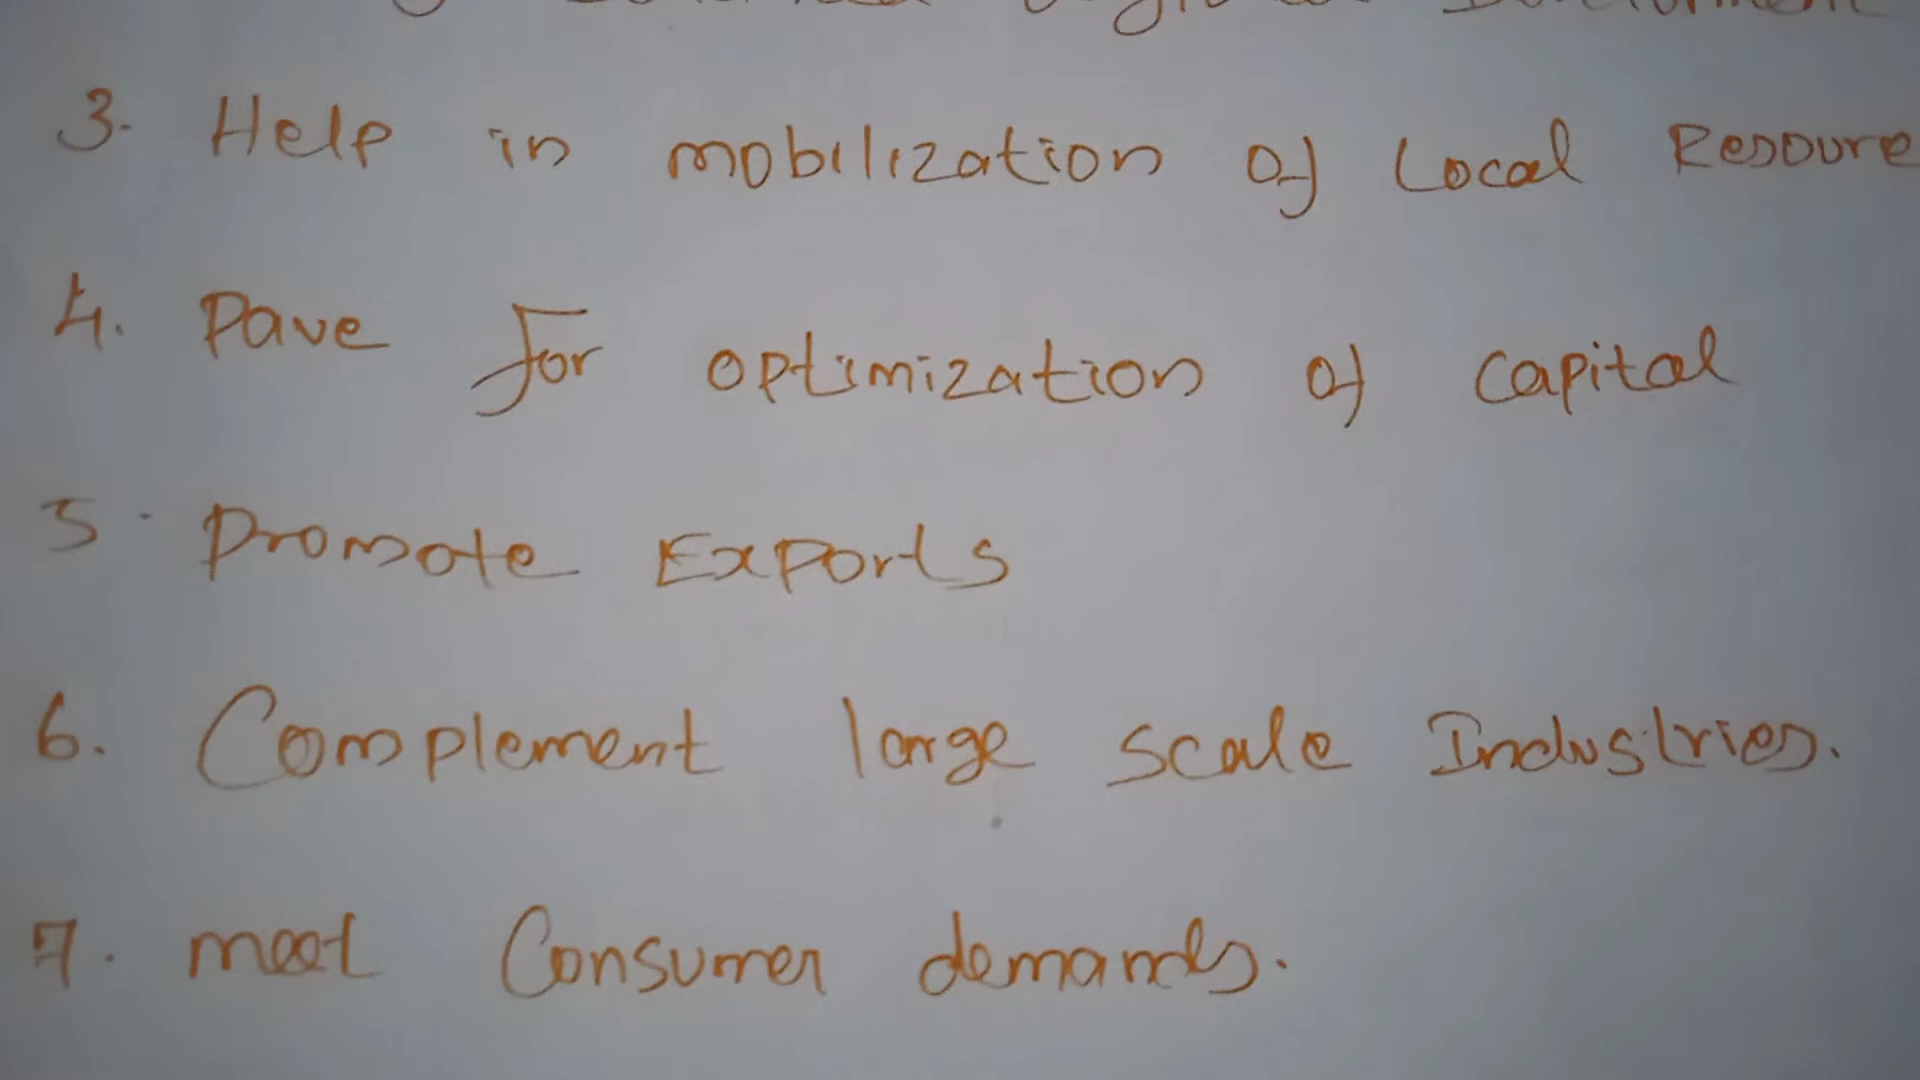 3. Help in mobilization of Local Resoure
4. Pave for optimization of capital
5. Promote Exports
6. Complement large scale Industries.
7. meet Consumer demands.